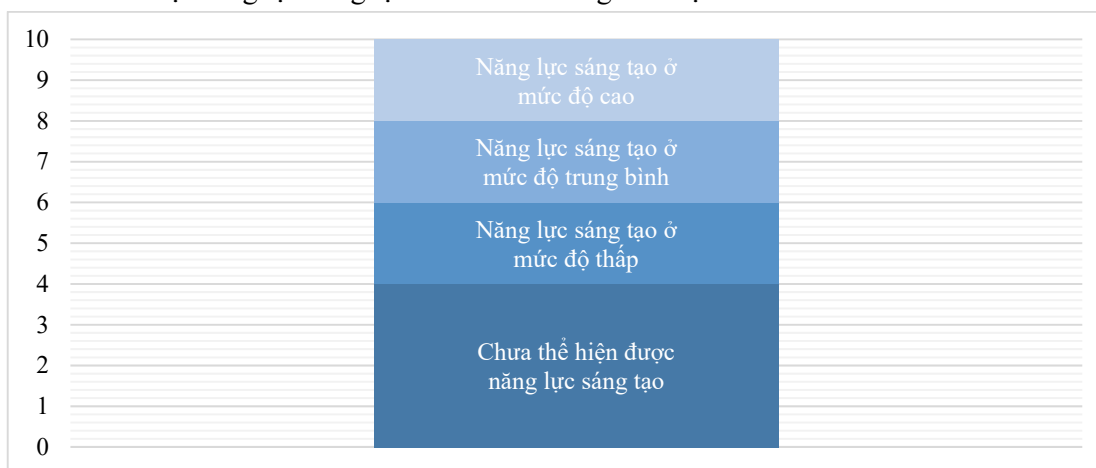 10
Năng lực sáng tạo ở
mức độ cao
9
8
Năng lực sáng tạo ở
mức độ trung bình
7
6
Năng lực sáng tạo ở
mức độ thấp
5
4
3
Chưa thể hiện được
năng lực sáng tạo
2
1
0